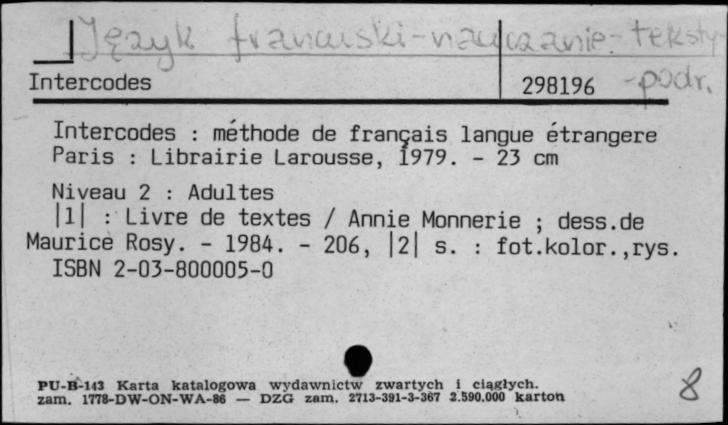 Język francuski-nauczanie-teksty-
-podr.
Intercodes 298196
Intercodes : méthode de français langue étrangere
Paris : Librairie Larousse, 1979. - 23 cm
Niveau 2 : Adultes
|1| : Livre de textes / Annie Monnerie ; dess.de
Maurice Rosy. - 1984. - 206, |2| s. : fot.kolor.,rys.
ISBN 2-03-800005-0
PU-B-143 Karta katalogowa wydawnictw zwartych i ciągłych.
zam. 1778-DW-ON-WA-86 — DZG zam. 2713-391-3-367 2.590.000 karton
8